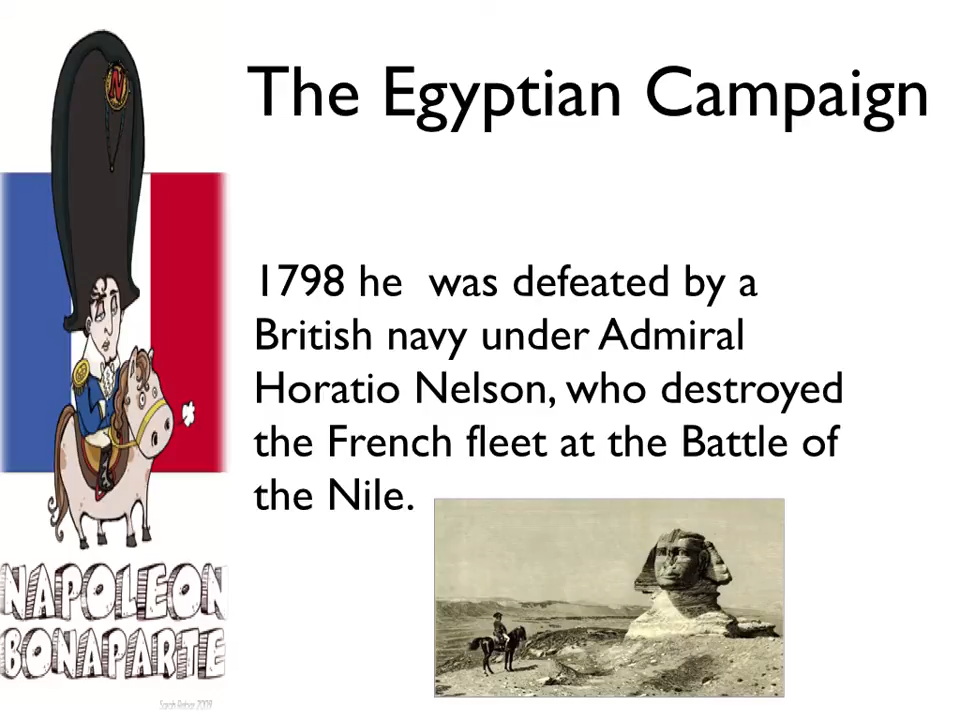 The Egyptian Campaign
1798 he  was defeated by a
British navy under Admiral
Horatio Nelson, who destroyed
the French fleet at the Battle of
the Nile.
N
NAPOLEON
BONAPARTE